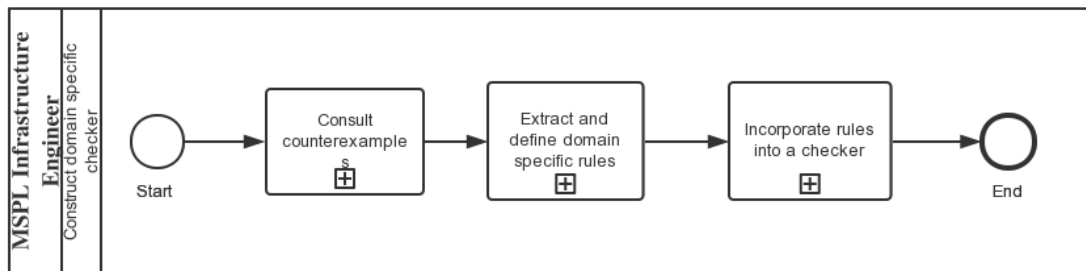 MSPL Infrastructure
Engineer
Construct domain specific
checker
Start
Consult
counterexample
s
Extract and
define domain
specific rules
Incorporate rules
into a checker
End